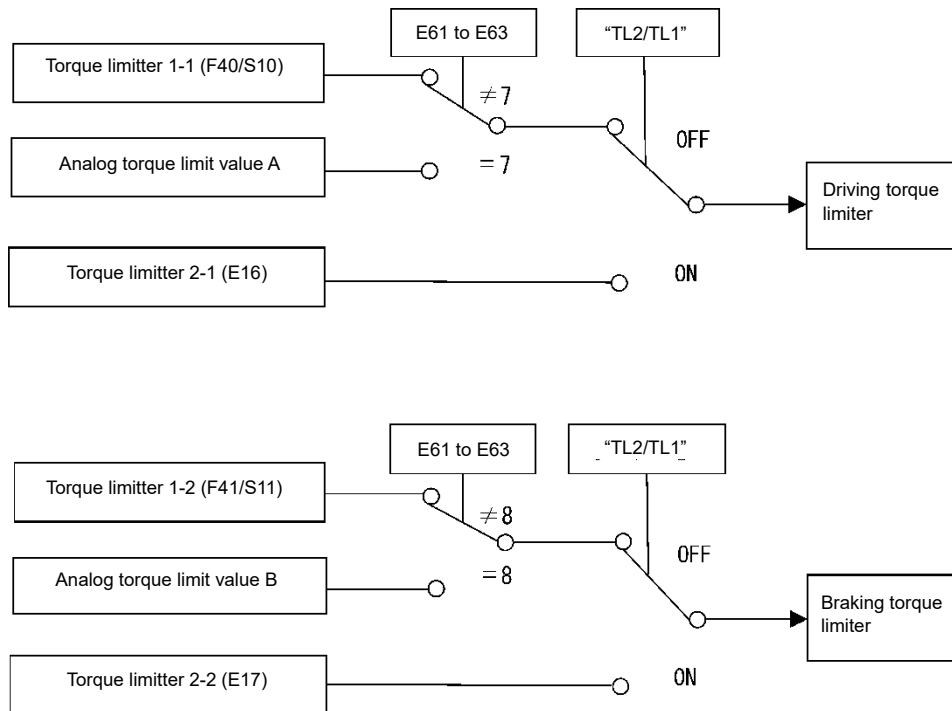 E61 to E63
“TL2/TL1”
Torque limitter 1-1 (F40/S10)
≠7
OFF
Analog torque limit value A
=7
Driving torque
limiter
Torque limitter 2-1 (E16)
ON
E61 to E63
“TL2/TL1”
Torque limitter 1-2 (F41/S11)
≠8
OFF
Analog torque limit value B
=8
Braking torque
limiter
Torque limitter 2-2 (E17)
ON